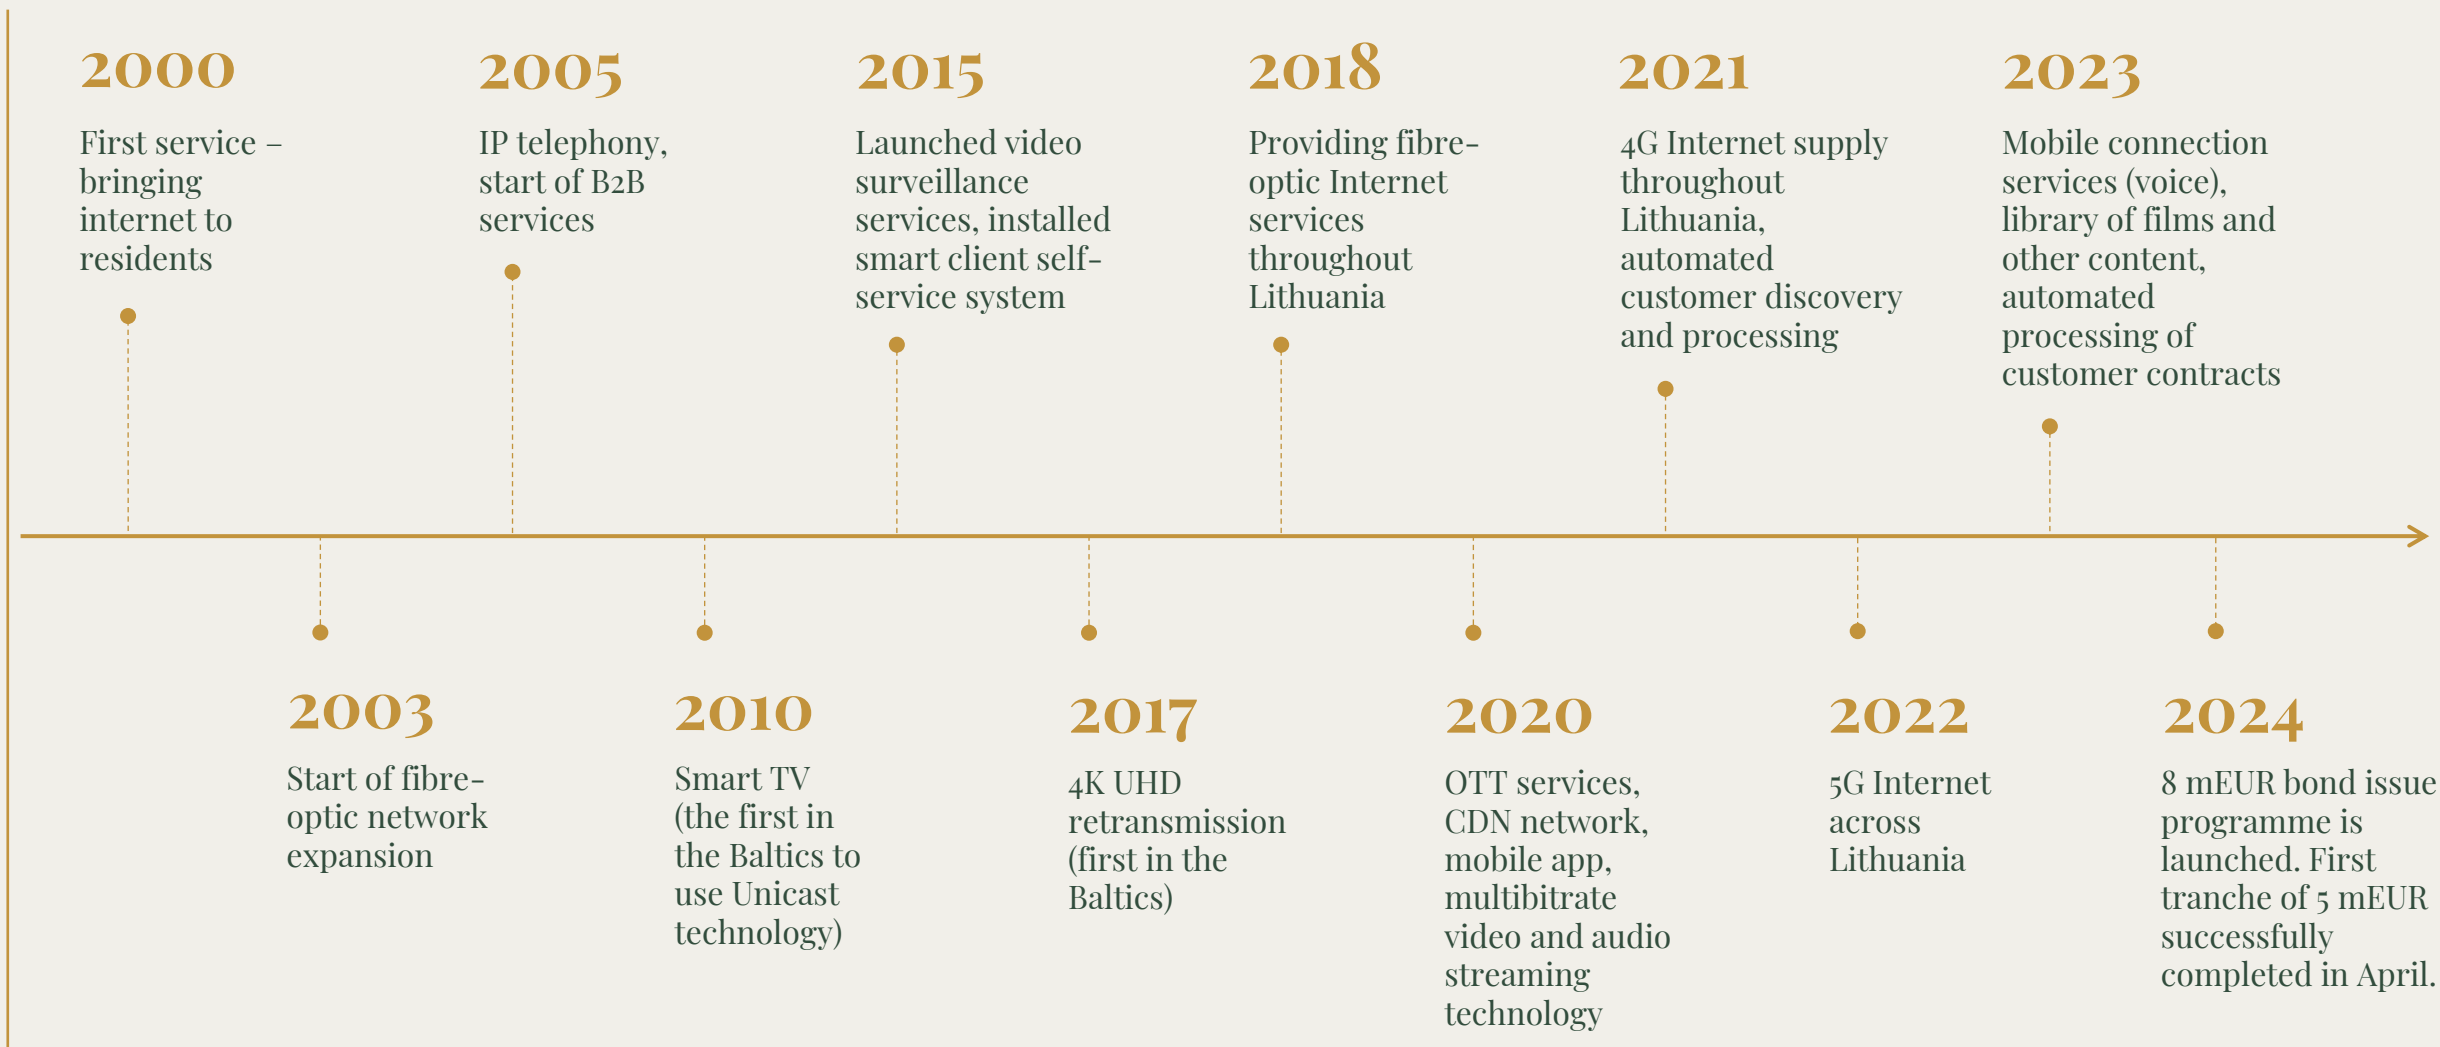 2000
First service –
bringing
internet to
residents
2005
IP telephony,
start of B2B
services
2015
Launched video
surveillance
services, installed
smart client self-
service system
2018
Providing fibre-
optic Internet
services
throughout
Lithuania
2021
4G Internet supply
throughout
Lithuania,
automated
customer discovery
and processing
2023
Mobile connection
services (voice),
library of films and
other content,
automated
processing of
customer contracts
2003
Start of fibre-
optic network
expansion
2010
Smart TV
(the first in
the Baltics to
use Unicast
technology)
2017
4K UHD
retransmission
(first in the
Baltics)
2020
OTT services,
CDN network,
mobile app,
multibitrate
video and audio
streaming
technology
2022
5G Internet
across
Lithuania
2024
8 mEUR bond issue
programme is
launched. First
tranche of 5 mEUR
successfully
completed in April.